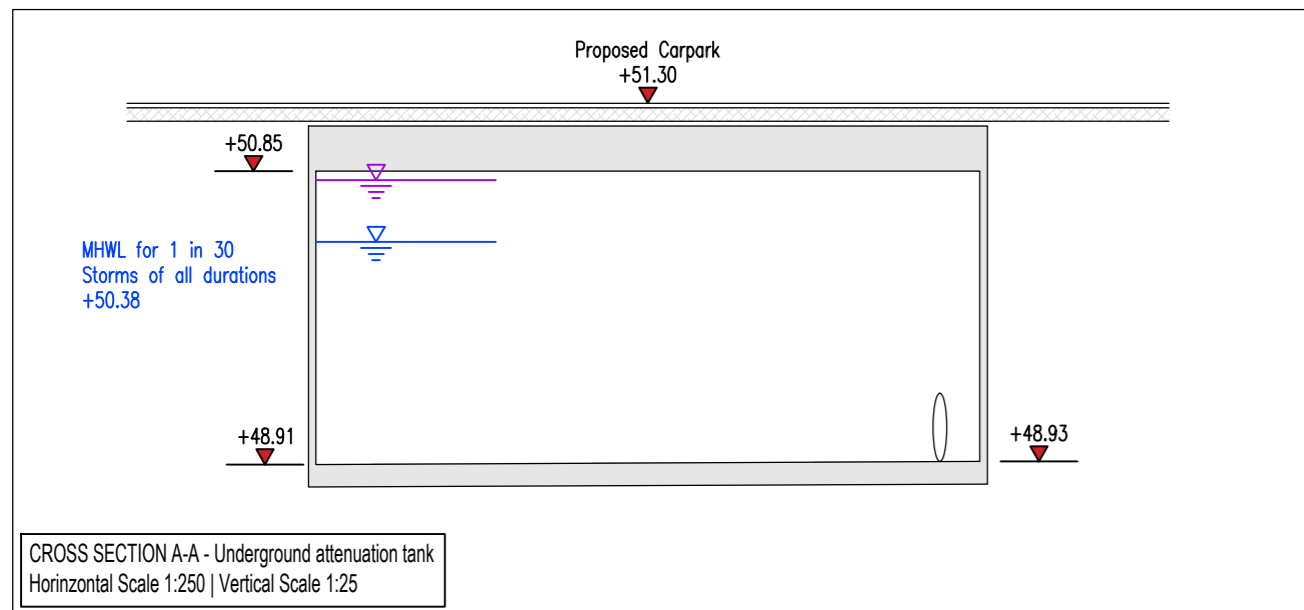 Proposed Carpark
+51.30
+50.85
MHWL for 1 in 30
Storms of all durations
+50.38
+48.91
+48.93
CROSS SECTION A-A - Underground attenuation tank
Horinzontal Scale 1:250 | Vertical Scale 1:25